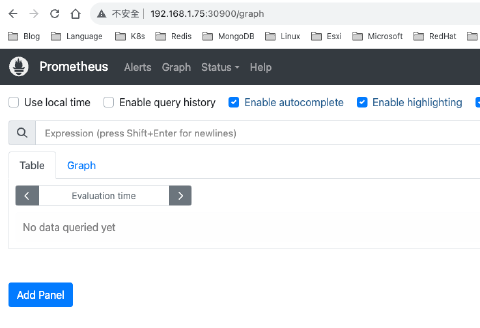 不安全 | 192.168.1.75:30900/graph
Blog Language K8s Redis MongoDB Linux Esxi Microsoft RedHat
Prometheus Alerts Graph Status Help
Use local time Enable query history Enable autocomplete Enable highlighting
Expression (press Shift+Enter for newlines)
Table Graph
Evaluation time
No data queried yet
Add Panel